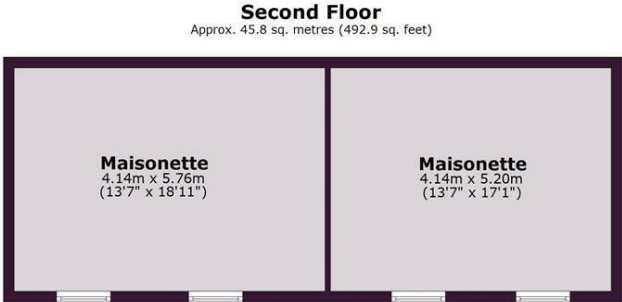 Second Floor
Approx. 45.8 sq. metres (492.9 sq. feet)
Maisonette
4.14m x 5.76m
(13'7" x 18'11")
Maisonette
4.14m x 5.20m
(13'7" x 17'1")